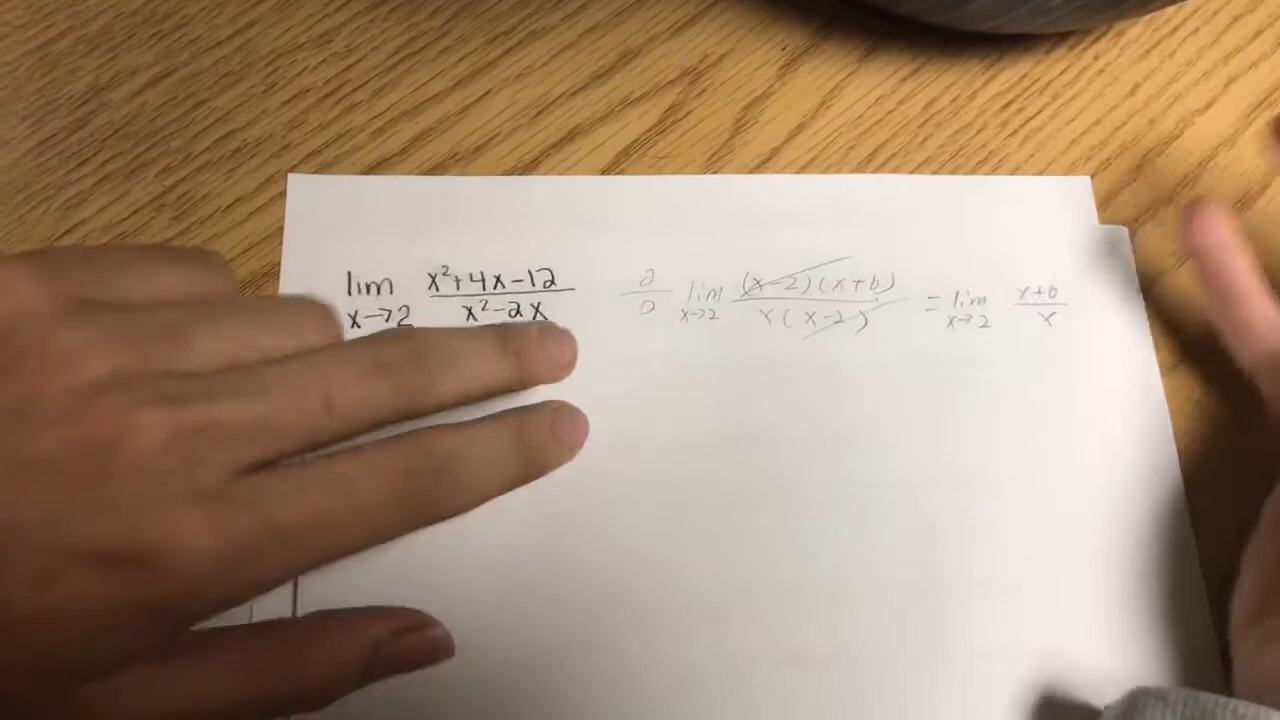 lim x→2 x²+4x-12 / x²-2x 0/0 lim x→2 (x-2)(x+6) / x(x-2) = lim x→2 x+6 / x